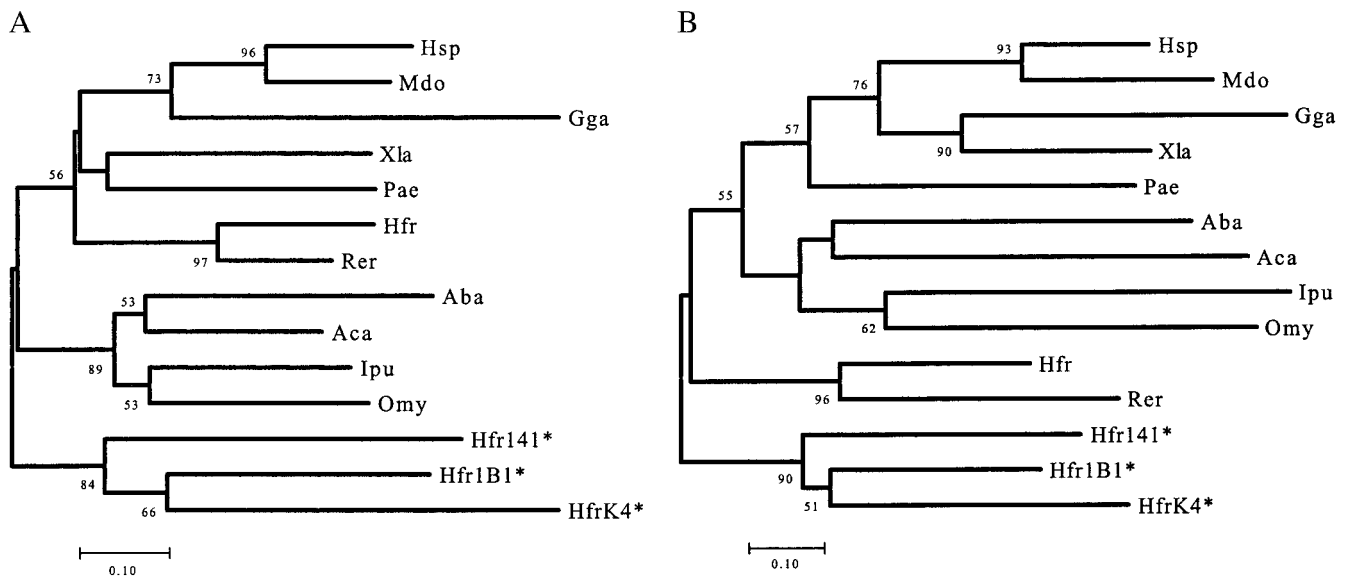 A
96
Hsp
73
Mdo
Gga
Xla
56
Pae
Hfr
97
Rer
53
Aba
Aca
89
Ipu
53
Omy
Hfr141*
84
Hfr1B1*
66
HfrK4*
0.10
B
93
Hsp
76
Mdo
57
Gga
90
Xla
55
Pae
Aba
Aca
Ipu
62
Omy
Hfr
96
Rer
Hfr141*
90
Hfr1B1*
51
HfrK4*
0.10